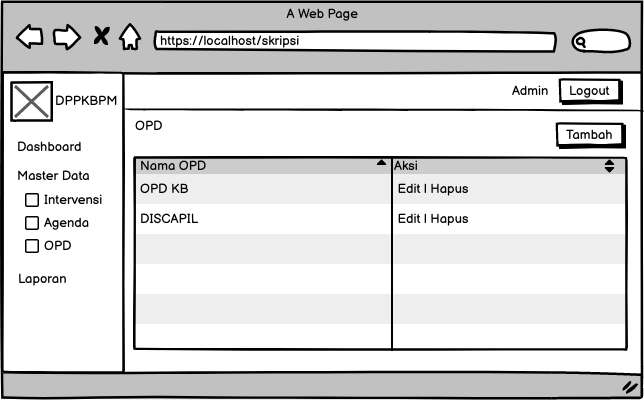 A Web Page
https://localhost/skripsi
DPPKBPM
Admin Logout
Dashboard
Master Data
Intervensi
Agenda
OPD
Laporan
OPD
Tambah
Nama OPD Aksi
OPD KB Edit | Hapus
DISCAPIL Edit | Hapus